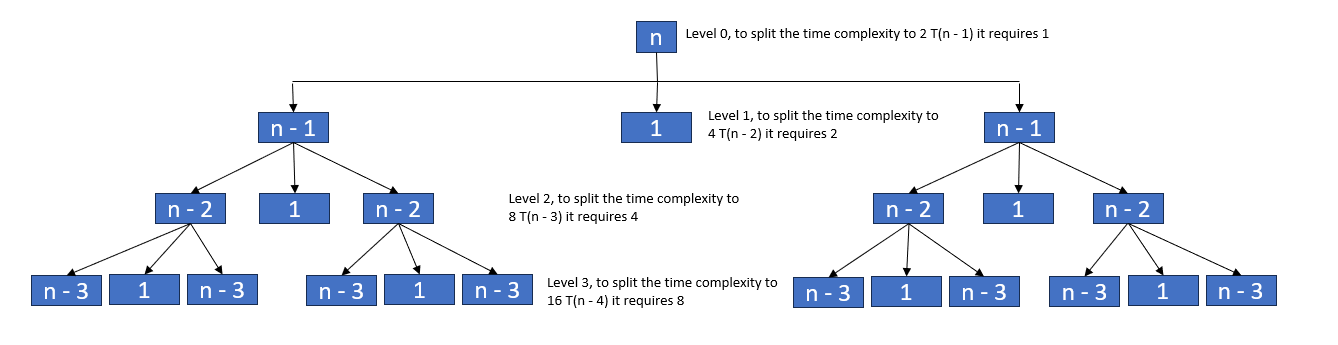 n
Level 0, to split the time complexity to 2 T(n - 1) it requires 1
n - 1
1
Level 1, to split the time complexity to
4 T(n - 2) it requires 2
n - 1
n - 2
1
n - 2
Level 2, to split the time complexity to
8 T(n - 3) it requires 4
n - 2
1
n - 2
n - 3
1
n - 3
n - 3
1
n - 3
Level 3, to split the time complexity to
16 T(n - 4) it requires 8
n - 3
1
n - 3
n - 3
1
n - 3